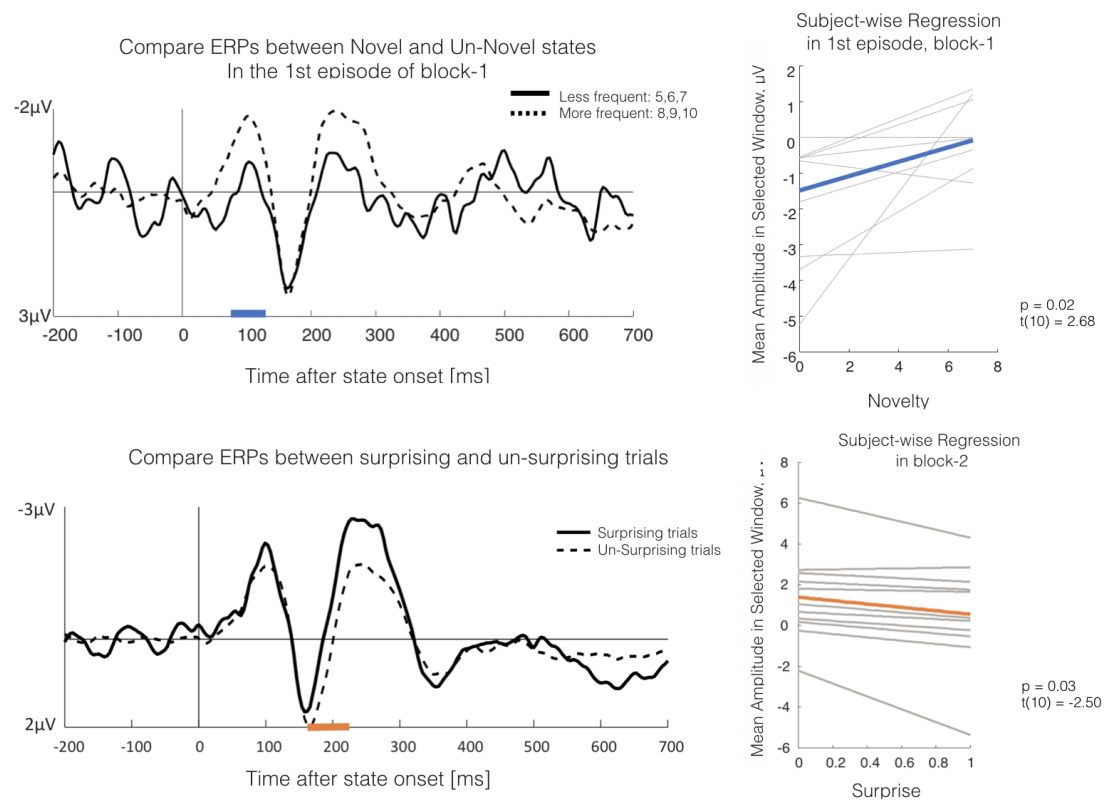 Compare ERPs between Novel and Un-Novel states
In the 1st episode of block-1
Less frequent: 5,6,7
More frequent: 8,9,10
-2µV
3µV
-200 -100 0 100 200 300 400 500 600 700
Time after state onset [ms]
Subject-wise Regression
in 1st episode, block-1
Mean Amplitude in Selected Window, µV
2
1
0
-1
-2
-3
-4
-5
-6
0 2 4 6 8
Novelty
p = 0.02
t(10) = 2.68
Compare ERPs between surprising and un-surprising trials
Surprising trials
Un-Surprising trials
-3µV
2µV
-200 -100 0 100 200 300 400 500 600 700
Time after state onset [ms]
Subject-wise Regression
in block-2
Mean Amplitude in Selected Window,
8
6
4
2
0
-2
-4
-6
0 0.2 0.4 0.6 0.8 1
Surprise
p = 0.03
t(10) = -2.50